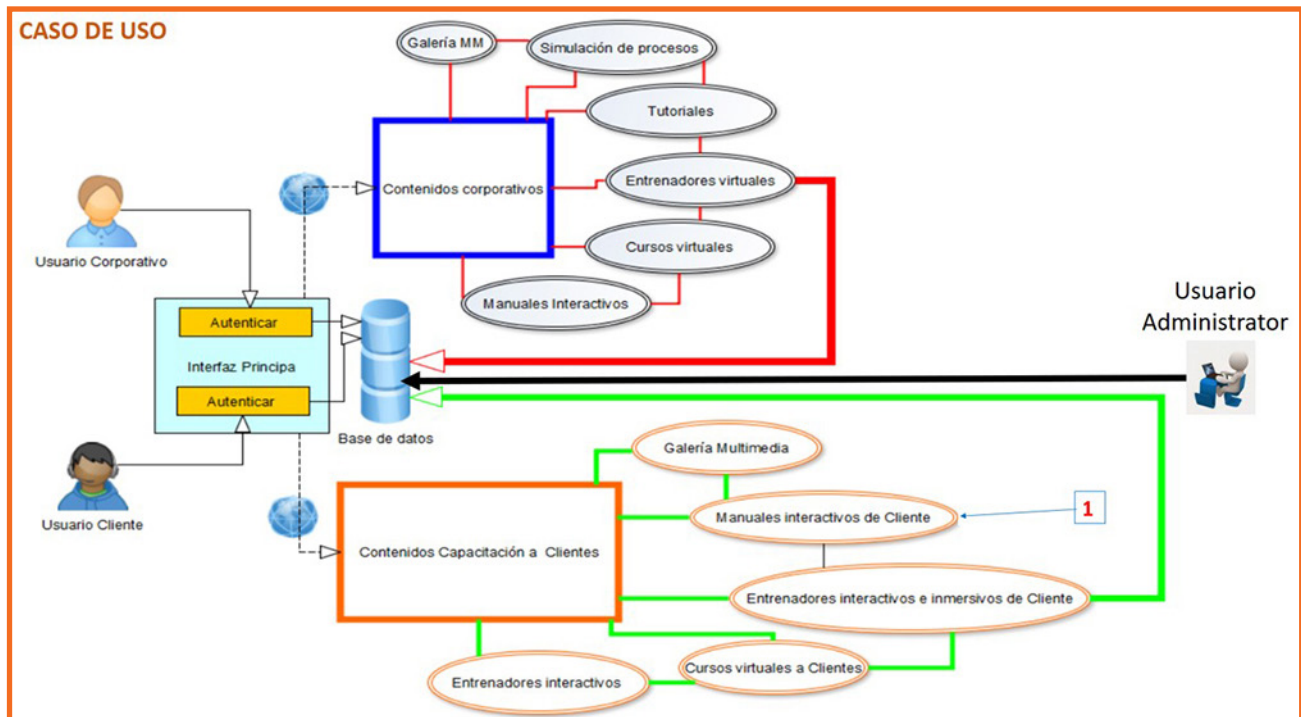 CASO DE USO
Galería MM
Simulación de procesos
Tutoriales
Contenidos corporativos
Entrenadores virtuales
Usuario Corporativo
Cursos virtuales
Manuales Interactivos
Usuario
Administrator
Autenticar
Interfaz Principa
Autenticar
Base de datos
Galería Multimedia
Usuario Cliente
Manuales interactivos de Cliente
1
Contenidos Capacitación a Clientes
Entrenadores interactivos e inmersivos de Cliente
Cursos virtuales a Clientes
Entrenadores interactivos